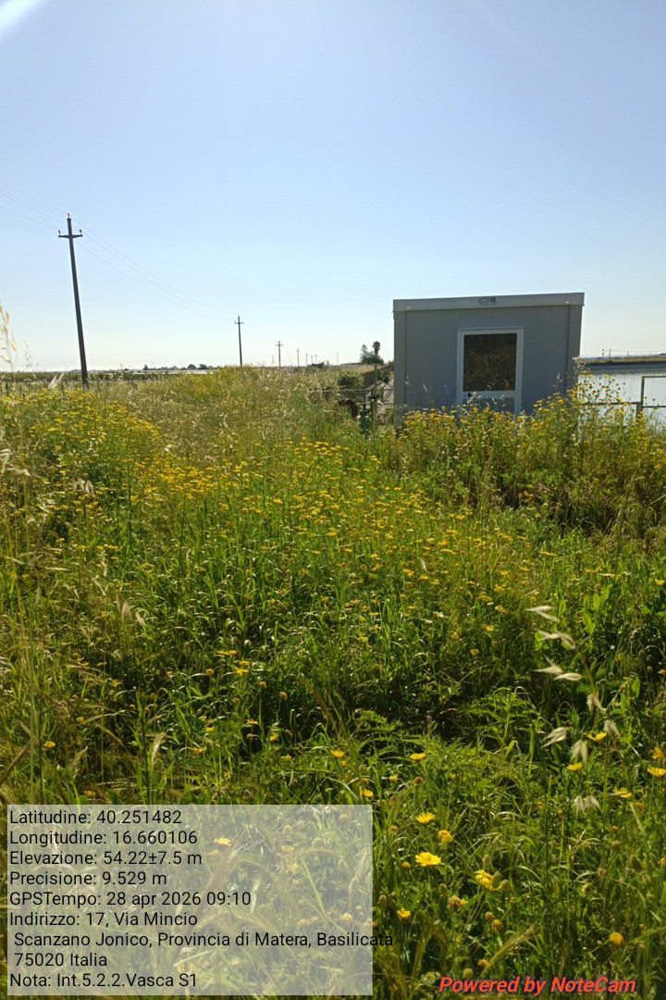 Latitudine: 40.251482
Longitudine: 16.660106
Elevazione: 54.22±7.5 m
Precisione: 9.529 m
GPSTempo: 28 apr 2026 09:10
Indirizzo: 17, Via Mincio
Scanzano Jonico, Provincia di Matera, Basilicata
75020 Italia
Nota: Int.5.2.2.Vasca S1
Powered by NoteCam